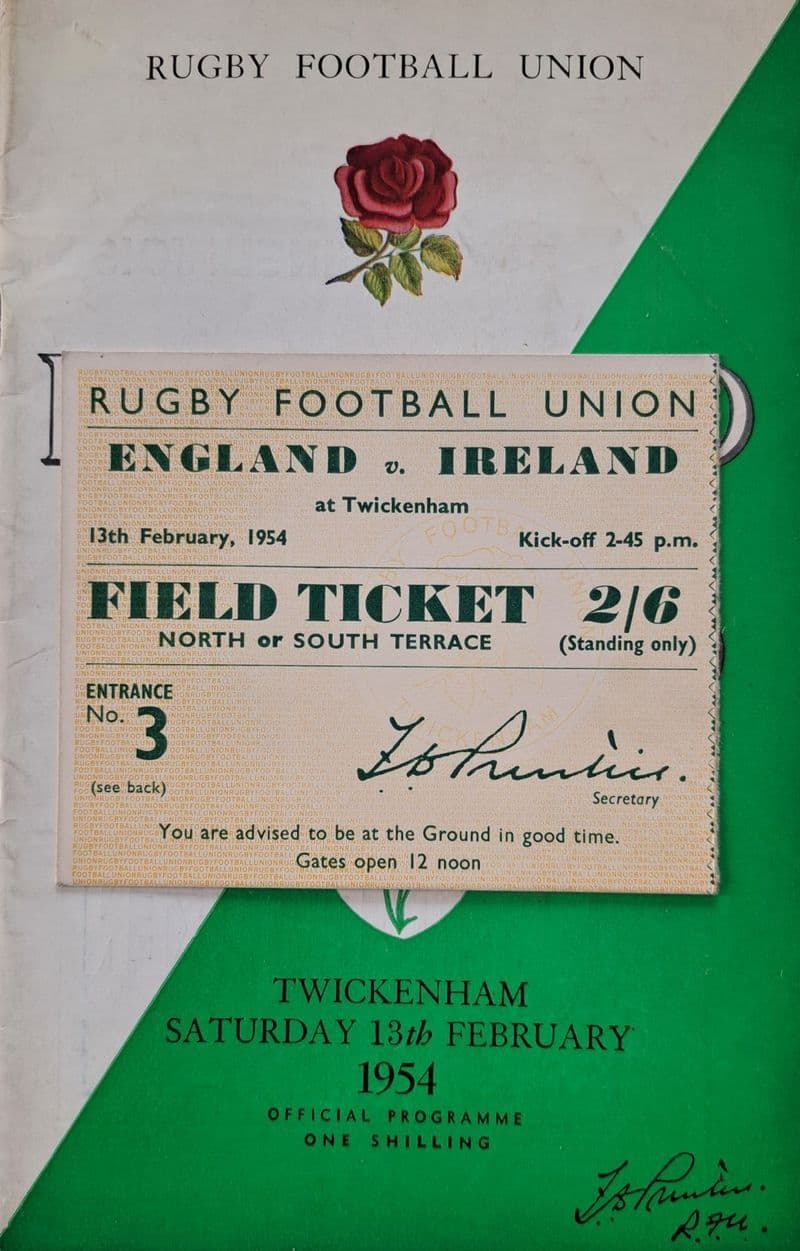 RUGBY FOOTBALL UNION
RUGBY FOOTBALL UNION
ENGLAND v. IRELAND
at Twickenham
13th February, 1954 Kick-off 2-45 p.m.
FIELD TICKET 2/6
NORTH or SOUTH TERRACE (Standing only)
ENTRANCE
No. 3
(see back)
Secretary
You are advised to be at the Ground in good time.
Gates open 12 noon
TWICKENHAM
SATURDAY 13th FEBRUARY
1954
OFFICIAL PROGRAMME
ONE SHILLING
R.F.U.